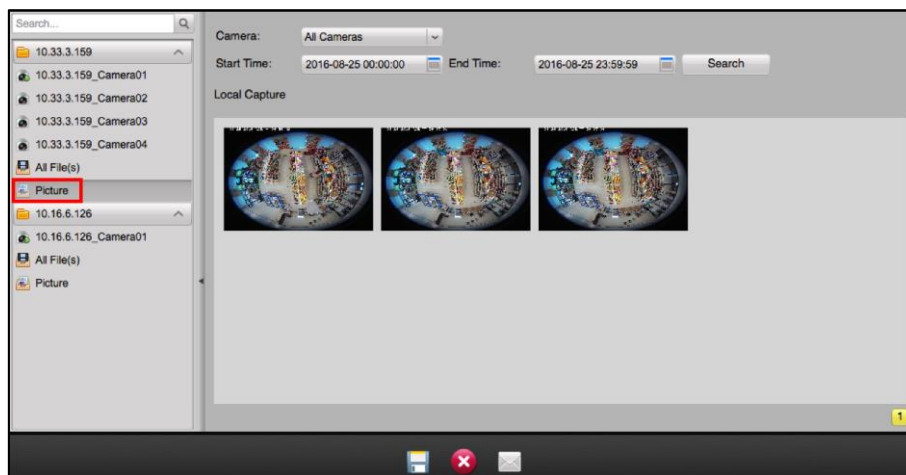 Search...
10.33.3.159
10.33.3.159_Camera01
10.33.3.159_Camera02
10.33.3.159_Camera03
10.33.3.159_Camera04
All File(s)
Picture
10.16.6.126
10.16.6.126_Camera01
All File(s)
Picture
Camera: All Cameras
Start Time: 2016-08-25 00:00:00 End Time: 2016-08-25 23:59:59 Search
Local Capture
1